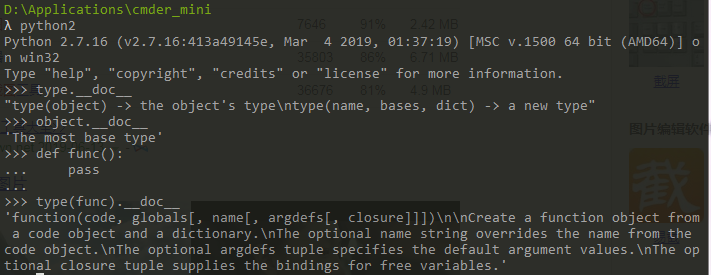 D:\Applications\cmder_mini
λ python2
Python 2.7.16 (v2.7.16:413a49145e, Mar  4 2019, 01:37:19) [MSC v.1500 64 bit (AMD64)] o
n win32
Type "help", "copyright", "credits" or "license" for more information.
>>> type.__doc__
"type(object) -> the object's type\ntype(name, bases, dict) -> a new type"
>>> object.__doc__
'The most base type'
>>> def func():
...     pass
...
>>> type(func).__doc__
'function(code, globals[, name[, argdefs[, closure]]])\n\nCreate a function object from
 a code object and a dictionary.\nThe optional name string overrides the name from the
code object.\nThe optional argdefs tuple specifies the default argument values.\nThe op
tional closure tuple supplies the bindings for free variables.'
7646 91% 2.42 MB
86% 6.71 MB
36676 81% 4.9 MB
截屏
图片编辑软件
截